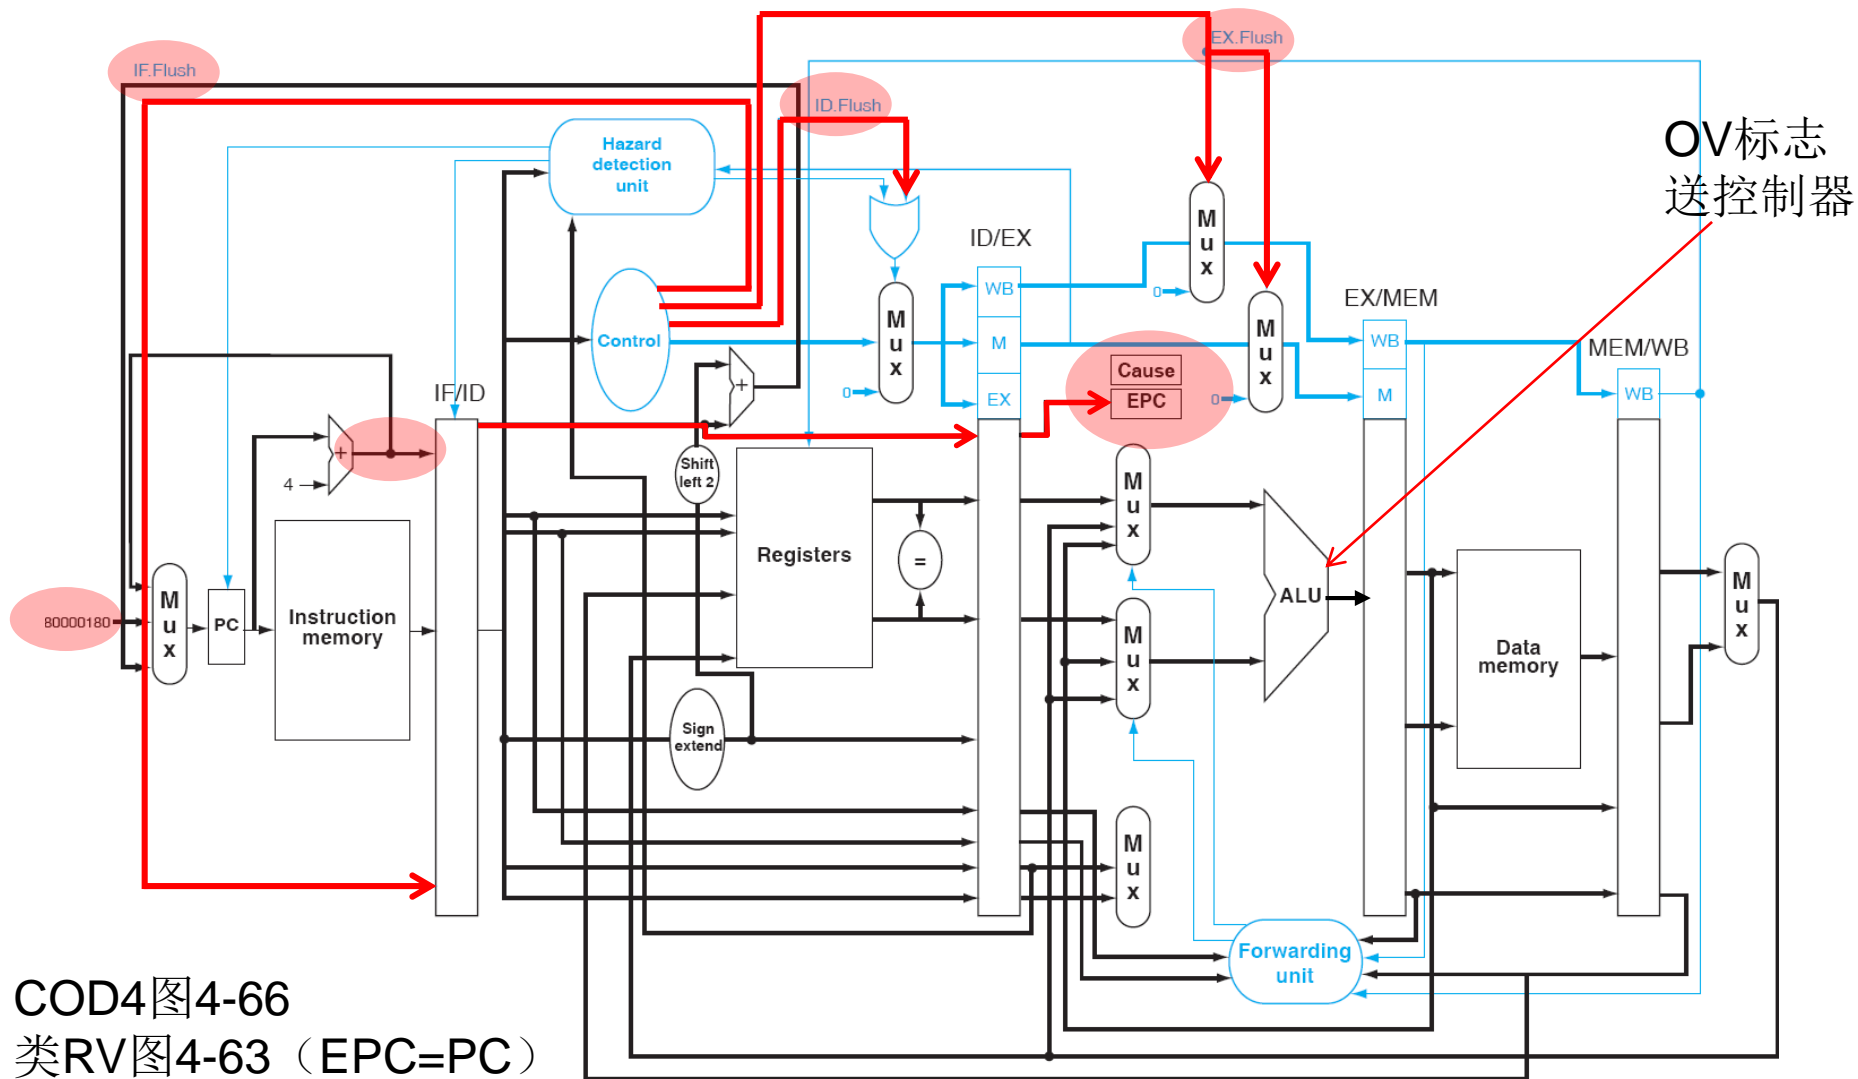 IF.Flush
EX.Flush
ID.Flush
OV标志
送控制器
Hazard
detection
unit
M
u
x
ID/EX
WB
M
EX
0
M
u
x
0
Control
M
u
x
0
M
u
x
EX/MEM
WB
M
MEM/WB
WB
Cause
EPC
IF/ID
+
+
4
Shift
left 2
Registers
=
M
u
x
M
u
x
ALU
80000180
M
u
x
PC
Instruction
memory
Data
memory
M
u
x
Sign
extend
M
u
x
Forwarding
unit
COD4图4-66
类RV图4-63（EPC=PC）